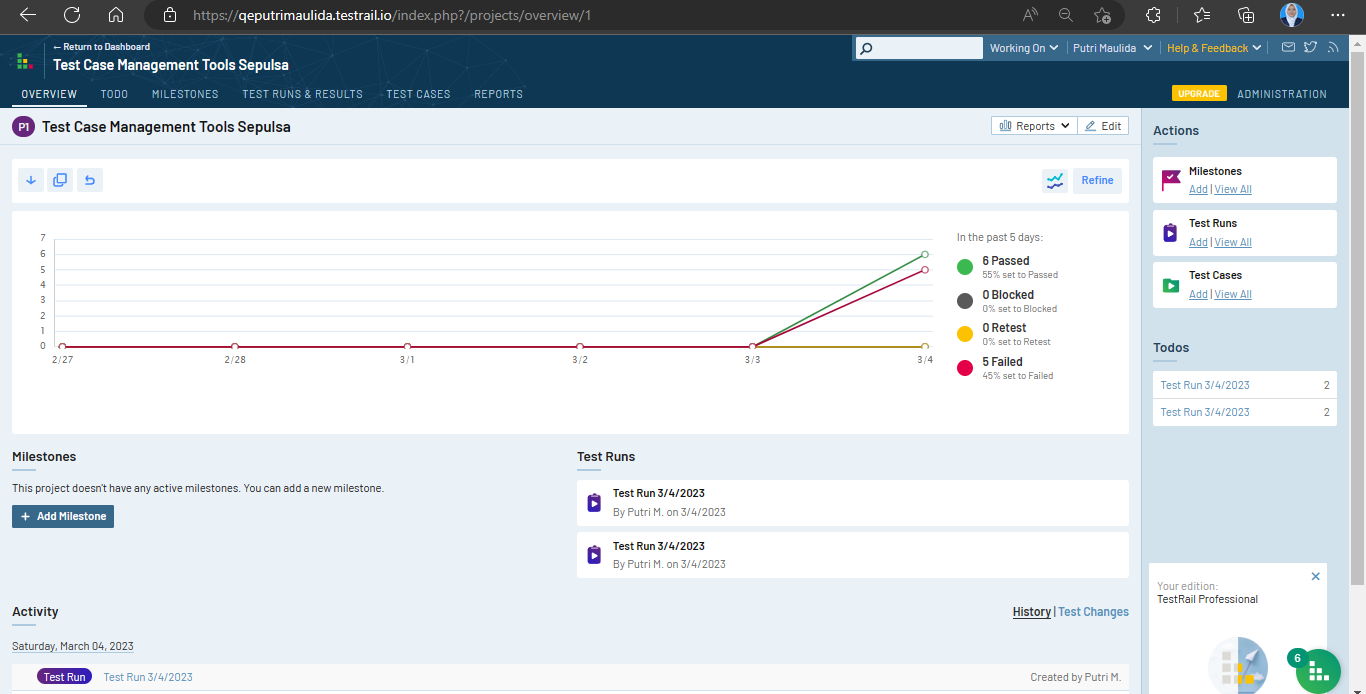 https://qeputrimaulida.testrail.io/index.php?/projects/overview/1
← Return to Dashboard
Test Case Management Tools Sepulsa
Working On
Putri Maulida
Help & Feedback
OVERVIEW TODO MILESTONES TEST RUNS & RESULTS TEST CASES REPORTS
UPGRADE ADMINISTRATION
P1 Test Case Management Tools Sepulsa
Reports Edit
Refine
7
6
5
4
3
2
1
0
2/27 2/28 3/1 3/2 3/3 3/4
In the past 5 days:
6 Passed
55% set to Passed
0 Blocked
0% set to Blocked
0 Retest
0% set to Retest
5 Failed
45% set to Failed
Milestones
This project doesn't have any active milestones. You can add a new milestone.
+ Add Milestone
Test Runs
Test Run 3/4/2023
By Putri M. on 3/4/2023
Test Run 3/4/2023
By Putri M. on 3/4/2023
Activity
History | Test Changes
Saturday, March 04, 2023
Test Run Test Run 3/4/2023 Created by Putri M.
Actions
Milestones
Add | View All
Test Runs
Add | View All
Test Cases
Add | View All
Todos
Test Run 3/4/2023 2
Test Run 3/4/2023 2
Your edition:
TestRail Professional
6